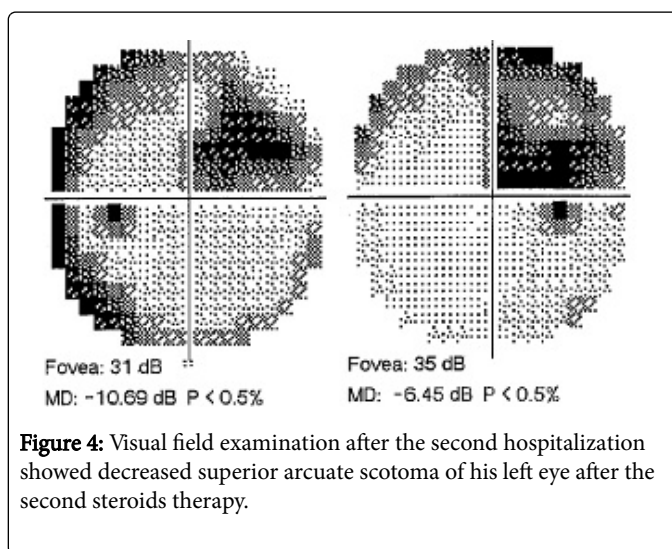 Fovea: 31 dB
MD: -10.69 dB P < 0.5%
Fovea: 35 dB
MD: -6.45 dB P < 0.5%
Figure 4: Visual field examination after the second hospitalization
showed decreased superior arcuate scotoma of his left eye after the
second steroids therapy.